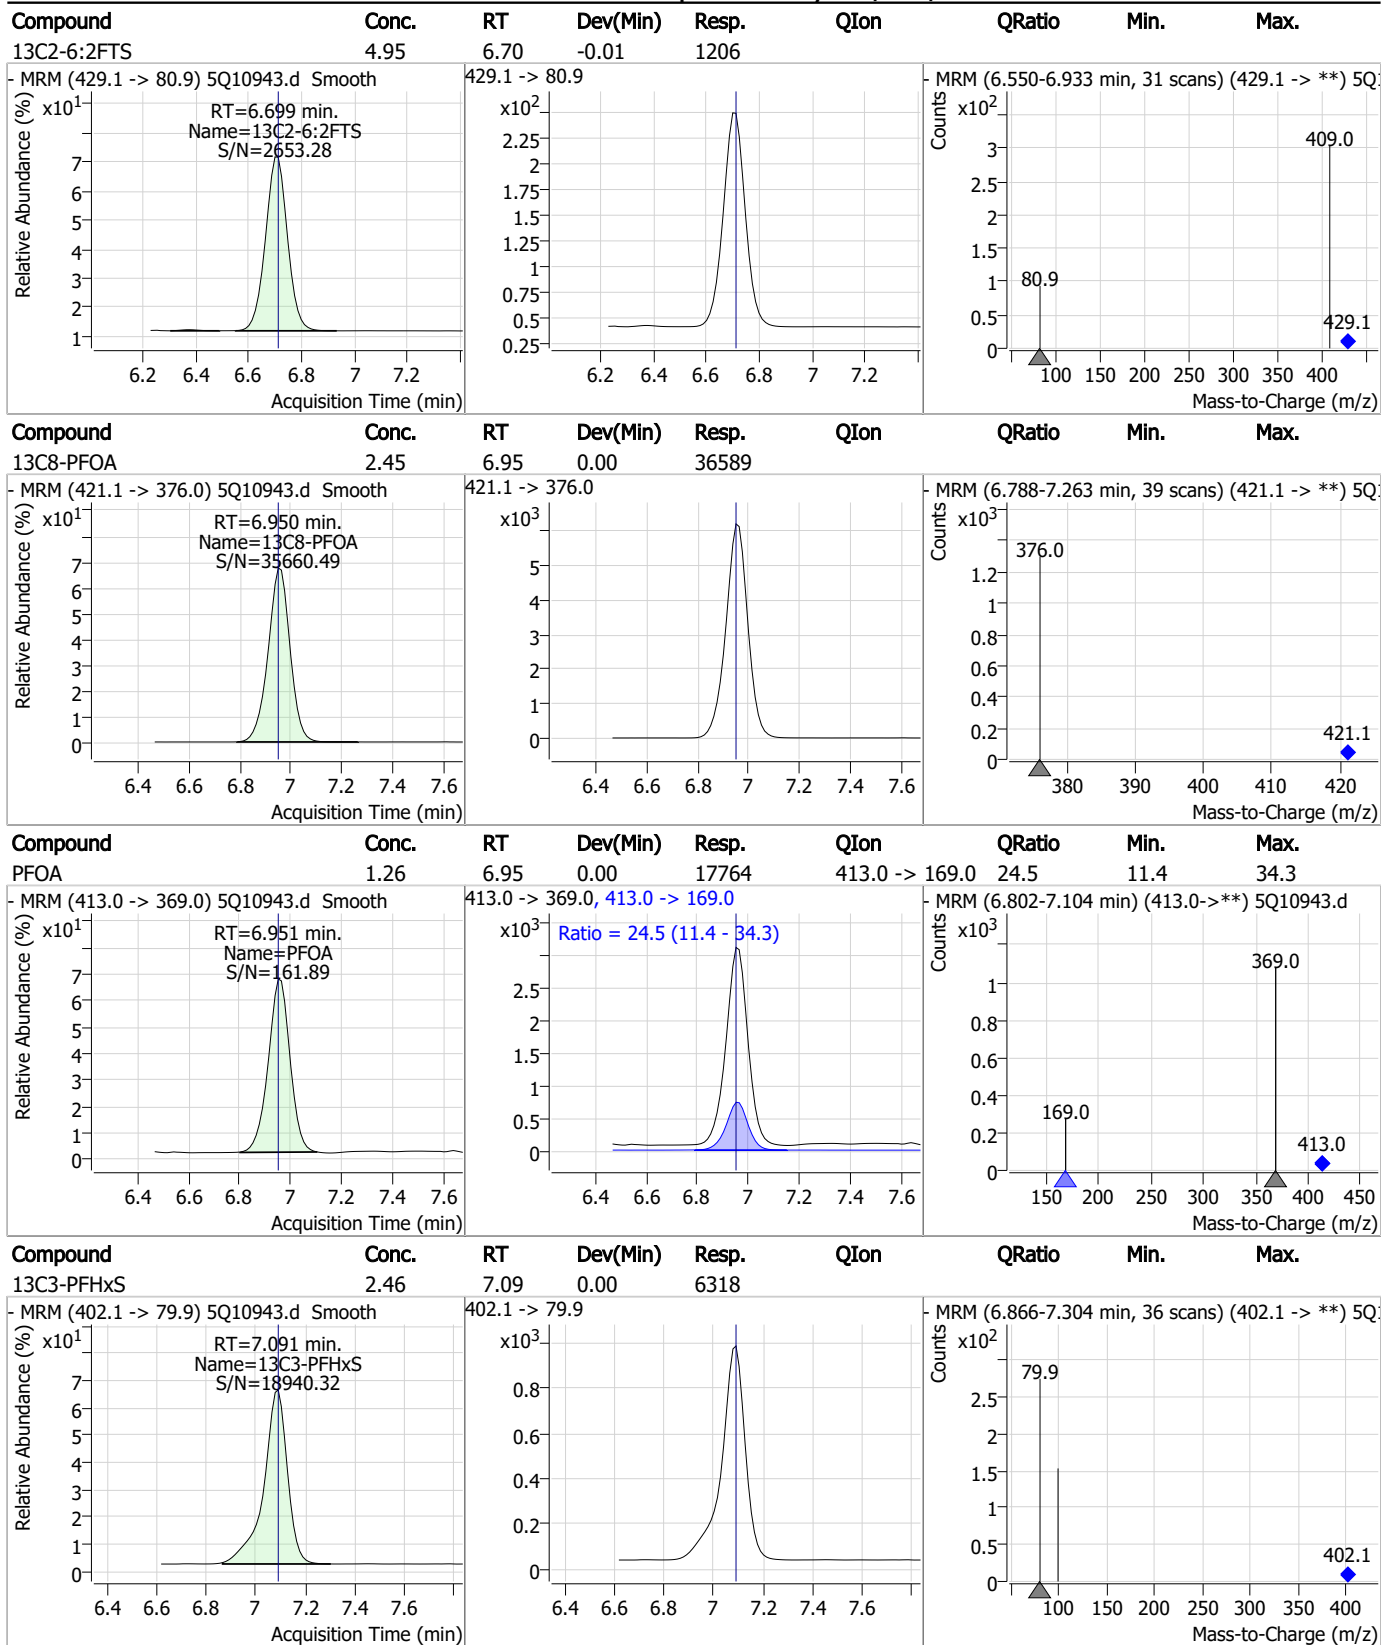 Compound Conc. RT Dev(Min) Resp. QIon QRatio Min. Max.
13C2-6:2FTS 4.95 6.70 -0.01 1206
- MRM (429.1 -> 80.9) 5Q10943.d Smooth
Relative Abundance (%)
x10¹
RT=6.699 min.
Name=13C2-6:2FTS
S/N=2653.28
7
6
5
4
3
2
1
6.2 6.4 6.6 6.8 7 7.2
Acquisition Time (min)
429.1 -> 80.9
x10²
2.25
2
1.75
1.5
1.25
1
0.75
0.5
0.25
6.2 6.4 6.6 6.8 7 7.2
- MRM (6.550-6.933 min, 31 scans) (429.1 -> **) 5Q
Counts
x10²
3
2.5
2
1.5
1
0.5
0
409.0
80.9
429.1
100 150 200 250 300 350 400
Mass-to-Charge (m/z)
Compound Conc. RT Dev(Min) Resp. QIon QRatio Min. Max.
13C8-PFOA 2.45 6.95 0.00 36589
- MRM (421.1 -> 376.0) 5Q10943.d Smooth
Relative Abundance (%)
x10¹
RT=6.950 min.
Name=13C8-PFOA
S/N=35660.49
7
6
5
4
3
2
1
0
6.4 6.6 6.8 7 7.2 7.4 7.6
Acquisition Time (min)
421.1 -> 376.0
x10³
5
4
3
2
1
0
6.4 6.6 6.8 7 7.2 7.4 7.6
- MRM (6.788-7.263 min, 39 scans) (421.1 -> **) 5Q
Counts
x10³
1.2
1
0.8
0.6
0.4
0.2
0
376.0
421.1
380 390 400 410 420
Mass-to-Charge (m/z)
Compound Conc. RT Dev(Min) Resp. QIon QRatio Min. Max.
PFOA 1.26 6.95 0.00 17764 413.0 -> 169.0 24.5 11.4 34.3
- MRM (413.0 -> 369.0) 5Q10943.d Smooth
Relative Abundance (%)
x10¹
RT=6.951 min.
Name=PFOA
S/N=161.89
7
6
5
4
3
2
1
0
6.4 6.6 6.8 7 7.2 7.4 7.6
Acquisition Time (min)
413.0 -> 369.0, 413.0 -> 169.0
x10³
Ratio = 24.5 (11.4 - 34.3)
2.5
2
1.5
1
0.5
0
6.4 6.6 6.8 7 7.2 7.4 7.6
- MRM (6.802-7.104 min) (413.0->**) 5Q10943.d
Counts
x10³
1
0.8
0.6
0.4
0.2
0
369.0
169.0
413.0
150 200 250 300 350 400 450
Mass-to-Charge (m/z)
Compound Conc. RT Dev(Min) Resp. QIon QRatio Min. Max.
13C3-PFHxS 2.46 7.09 0.00 6318
- MRM (402.1 -> 79.9) 5Q10943.d Smooth
Relative Abundance (%)
x10¹
RT=7.091 min.
Name=13C3-PFHxS
S/N=18940.32
7
6
5
4
3
2
1
0
6.4 6.6 6.8 7 7.2 7.4 7.6
Acquisition Time (min)
402.1 -> 79.9
x10³
0.8
0.6
0.4
0.2
0
6.4 6.6 6.8 7 7.2 7.4 7.6
- MRM (6.866-7.304 min, 36 scans) (402.1 -> **) 5Q
Counts
x10²
79.9
2.5
2
1.5
1
0.5
0
402.1
100 150 200 250 300 350 400
Mass-to-Charge (m/z)